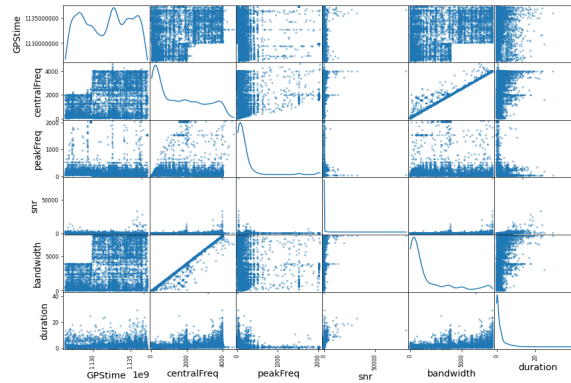 GPStime
1135000000
1130000000
centralFreq
4000
2000
0
peakFreq
2000
1000
0
snr
50000
0
bandwidth
5000
0
duration
40
20
0
1.130
1.135
0
2000
4000
0
1000
2000
0
50000
0
5000
0
20
GPStime 1e9
centralFreq
peakFreq
snr
bandwidth
duration